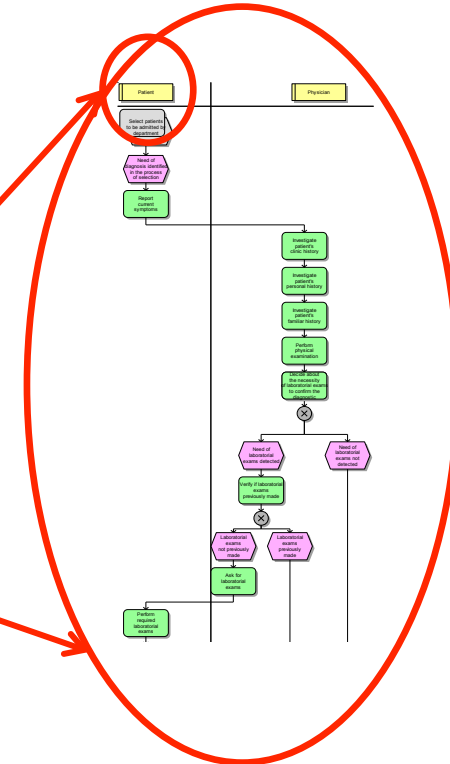 Patient
Physician
Select patients
to be admitted by
department
Need of
diagnosis identified
in the process
of selection
Report
current
symptoms
Investigate
patient's
clinic history
Investigate
patient's
personal history
Investigate
patient's
familiar history
Perform
physical
examination
Decide about
the necessity
of laboratorial exams
to confirm the
diagnostic
Need of
laboratorial
exams detected
Need of
laboratorial
exams not
detected
Verify if laboratorial
exams
previously made
Laboratorial
exams
not previously
made
Laboratorial
exams
previously
made
Ask for
laboratorial
exams
Perform
required
laboratorial
exams